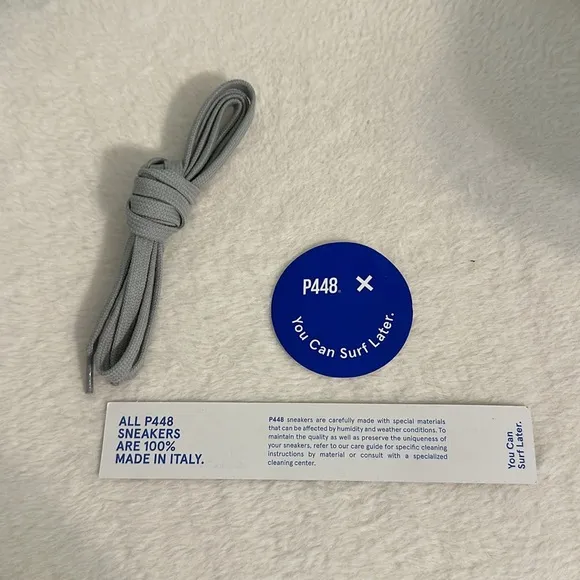 P448. ✕
You Can Surf Later.
ALL P448
SNEAKERS
ARE 100%
MADE IN ITALY.
P448 sneakers are carefully made with special materials
that can be affected by humidity and weather conditions. To
maintain the quality as well as preserve the uniqueness of
your sneakers, refer to our care guide for specific cleaning
instructions by material or consult with a specialized
cleaning center.
You Can
Surf Later.